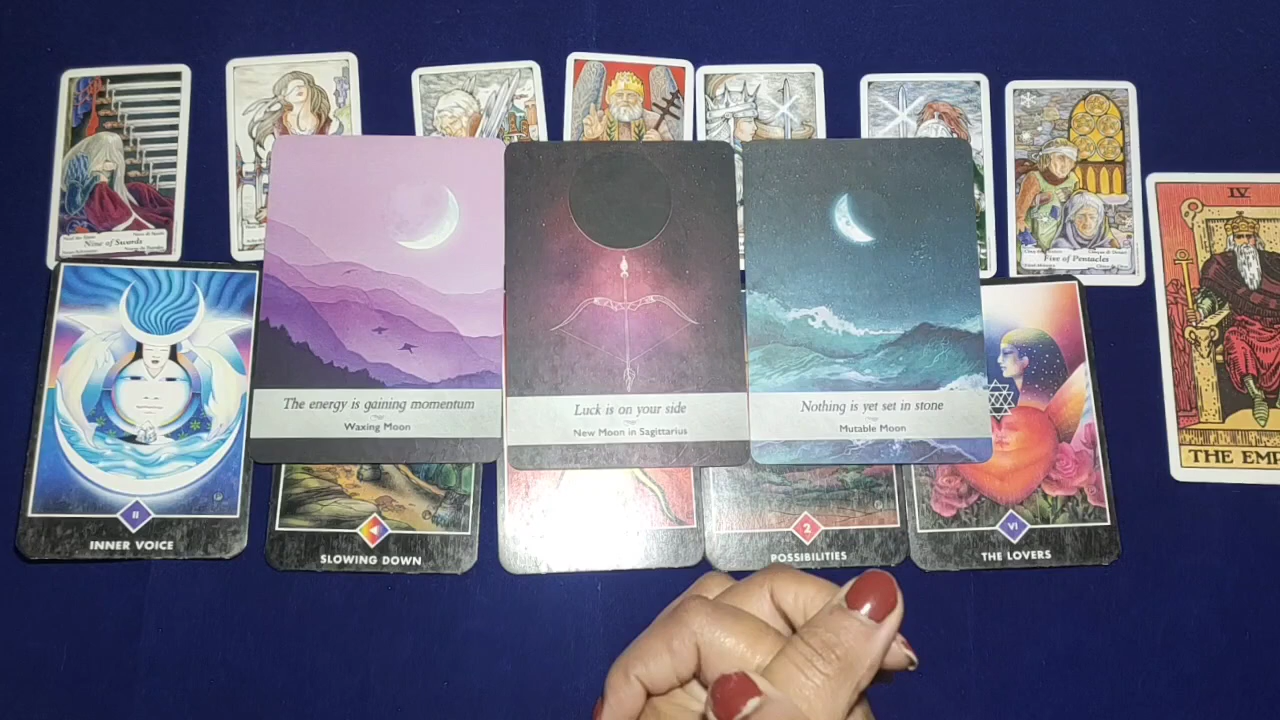 Nine of Swords
Five of Pentacles
IV
THE EMP
The energy is gaining momentum
Waxing Moon
Luck is on your side
New Moon in Sagittarius
Nothing is yet set in stone
Mutable Moon
II
INNER VOICE
SLOWING DOWN
2
POSSIBILITIES
VI
THE LOVERS